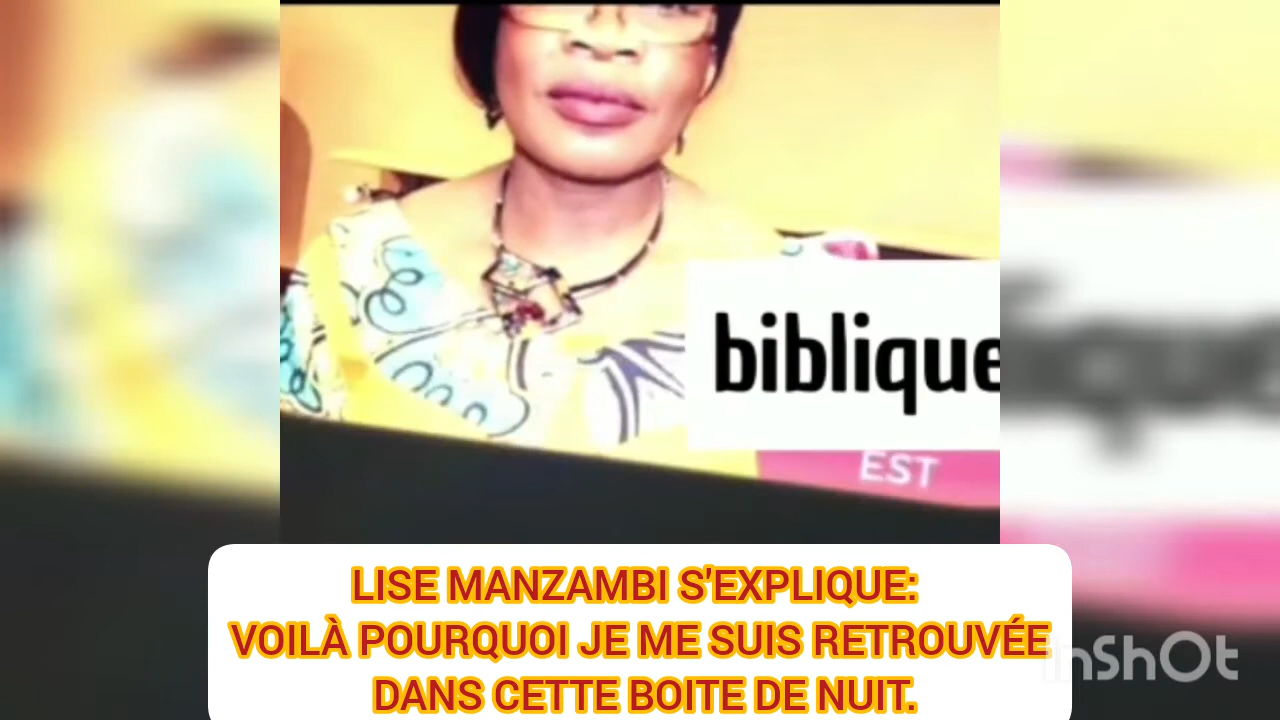 biblique
EST
LISE MANZAMBI S'EXPLIQUE:
VOILÀ POURQUOI JE ME SUIS RETROUVÉE
DANS CETTE BOITE DE NUIT.
InShOt